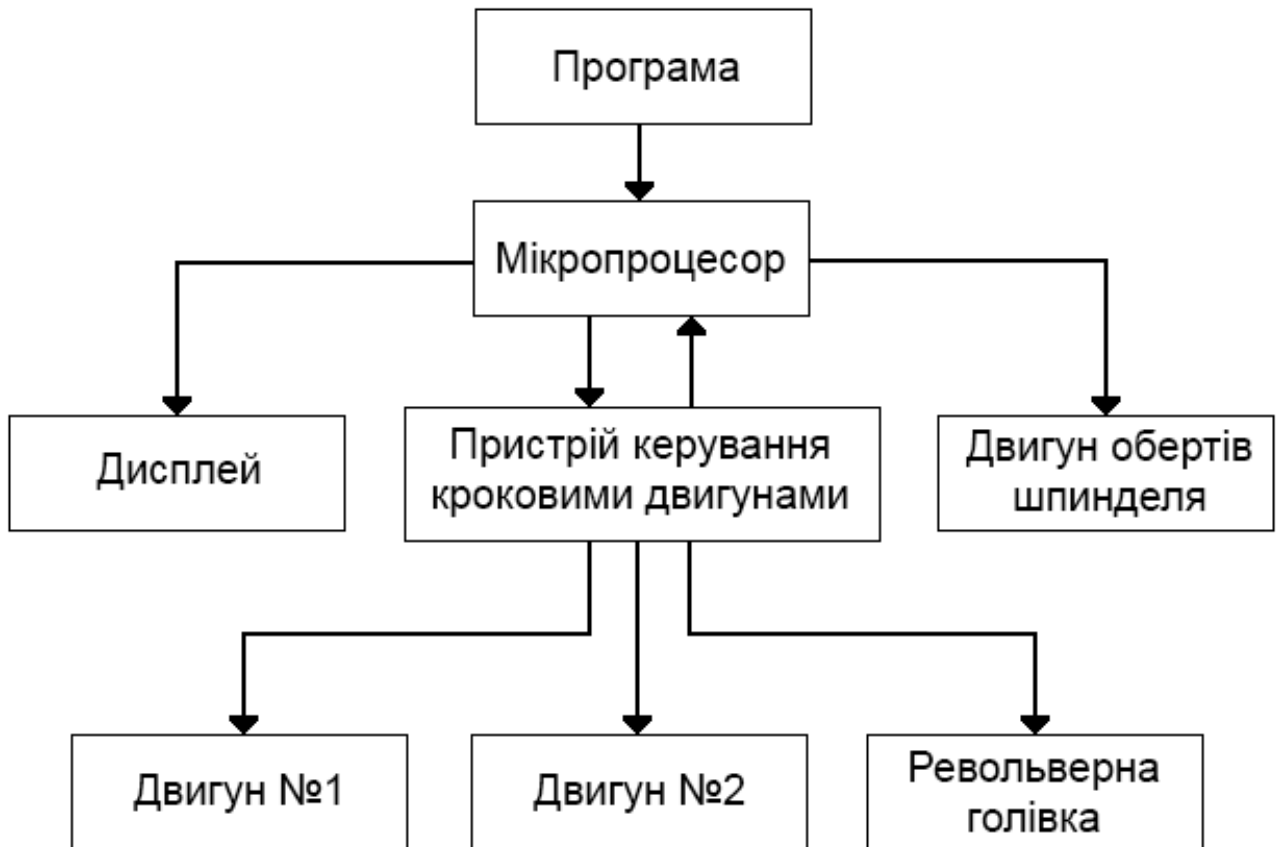 Програма
Мікропроцесор
Дисплей
Пристрій керування
кроковими двигунами
Двигун обертів
шпинделя
Двигун №1
Двигун №2
Револьверна
голівка